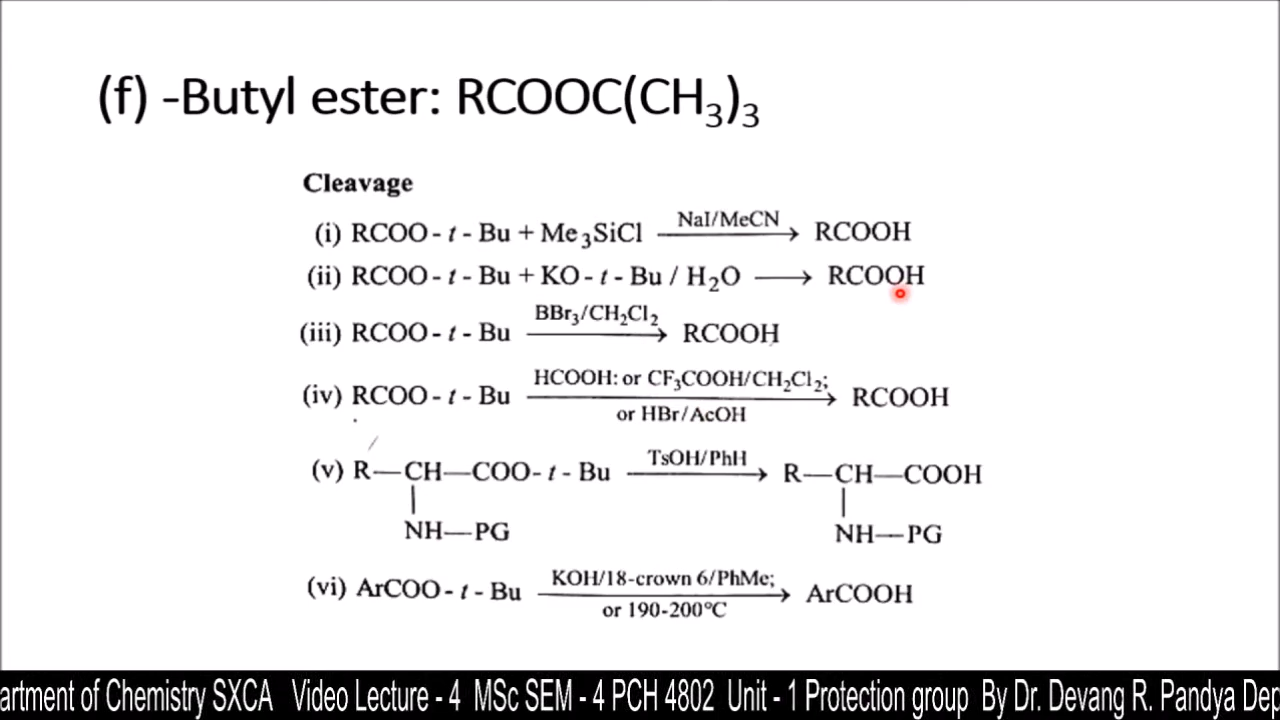 (f) -Butyl ester: RCOOC(CH₃)₃
Cleavage
(i) RCOO - t - Bu + Me₃SiCl NaI/MeCN → RCOOH
(ii) RCOO - t - Bu + KO - t - Bu / H₂O → RCOOH
(iii) RCOO - t - Bu BBr₃/CH₂Cl₂ → RCOOH
(iv) RCOO - t - Bu HCOOH: or CF₃COOH/CH₂Cl₂; or HBr/AcOH → RCOOH
(v) R—CH—COO- t - Bu TsOH/PhH → R—CH—COOH
NH—PG NH—PG
(vi) ArCOO - t - Bu KOH/18-crown 6/PhMe; or 190-200°C → ArCOOH
artment of Chemistry SXCA Video Lecture - 4 MSc SEM - 4 PCH 4802 Unit - 1 Protection group By Dr. Devang R. Pandya Dep